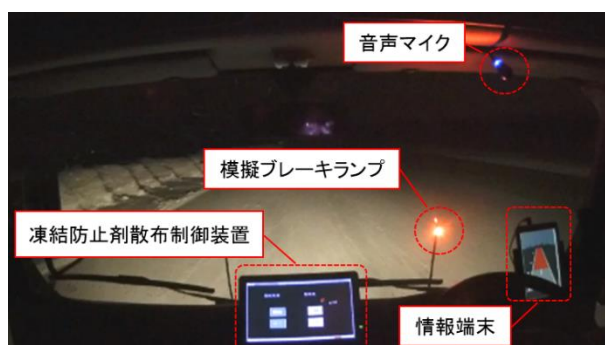 音声マイク
模擬ブレーキランプ
凍結防止剤散布制御装置
情報端末